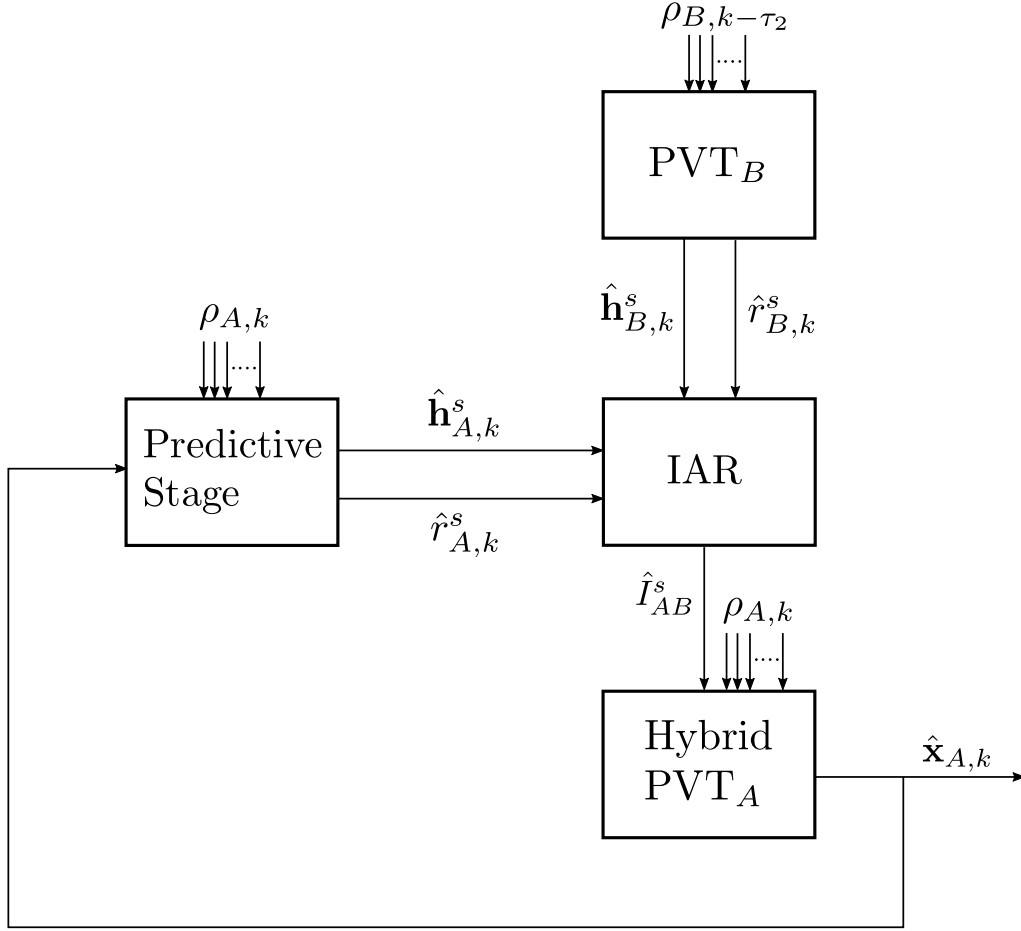 ρ_{B,k−τ_2}
....
PVT_B
ĥ^s_{B,k}
r̂^s_{B,k}
ρ_{A,k}
....
Predictive
Stage
ĥ^s_{A,k}
r̂^s_{A,k}
IAR
Î^s_{AB}
ρ_{A,k}
....
Hybrid
PVT_A
x̂_{A,k}